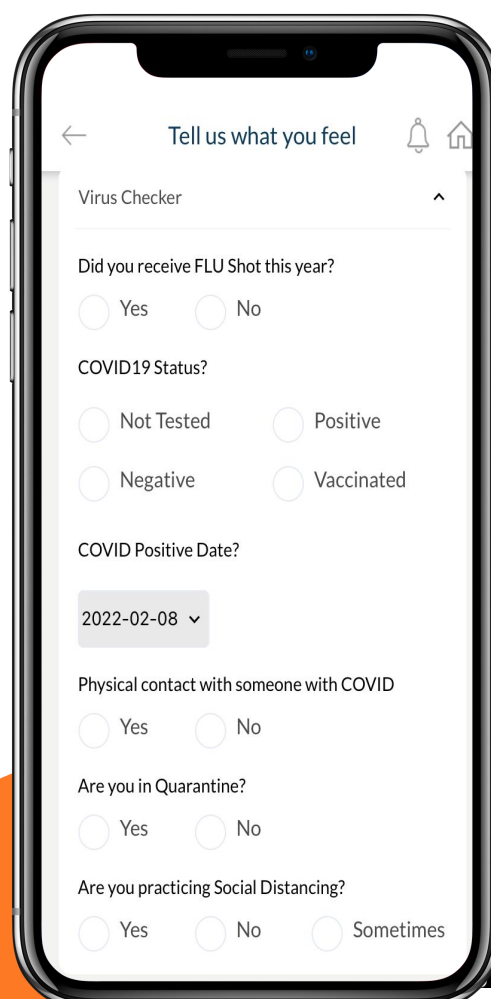 Tell us what you feel
Virus Checker
Did you receive FLU Shot this year?
Yes No
COVID19 Status?
Not Tested Positive
Negative Vaccinated
COVID Positive Date?
2022-02-08
Physical contact with someone with COVID
Yes No
Are you in Quarantine?
Yes No
Are you practicing Social Distancing?
Yes No Sometimes